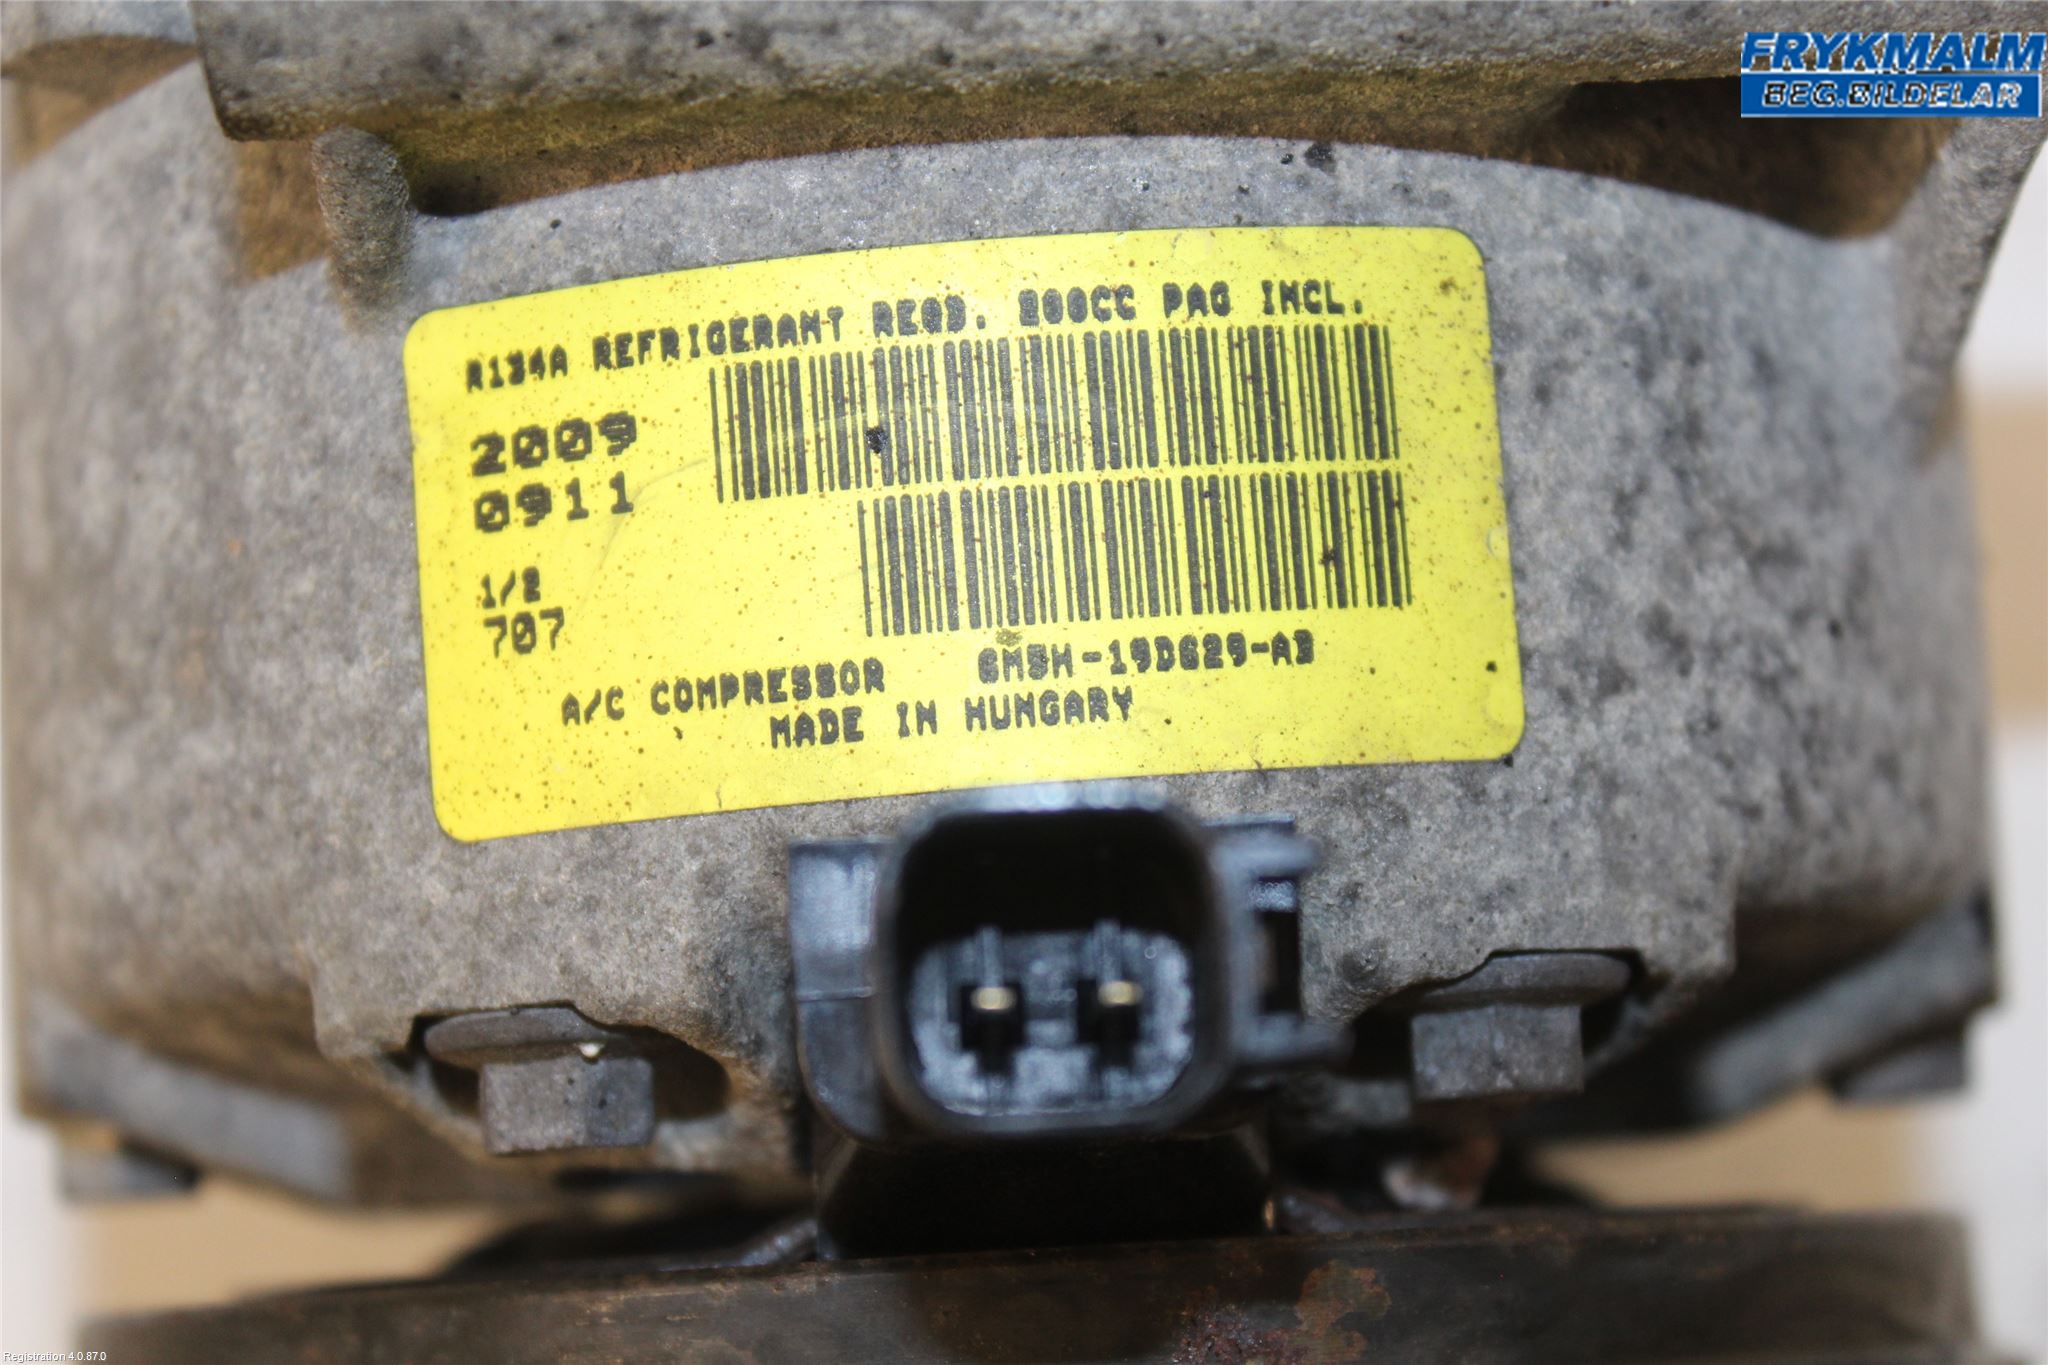 FRYKMALM
BEG.BILDELAR
R134A REFRIGERANT REQD. 200CC PAG INCL.
2009
0911
1/2
707
A/C COMPRESSOR 6M5H-19D629-AB
MADE IN HUNGARY
Registration 4.0.87.0